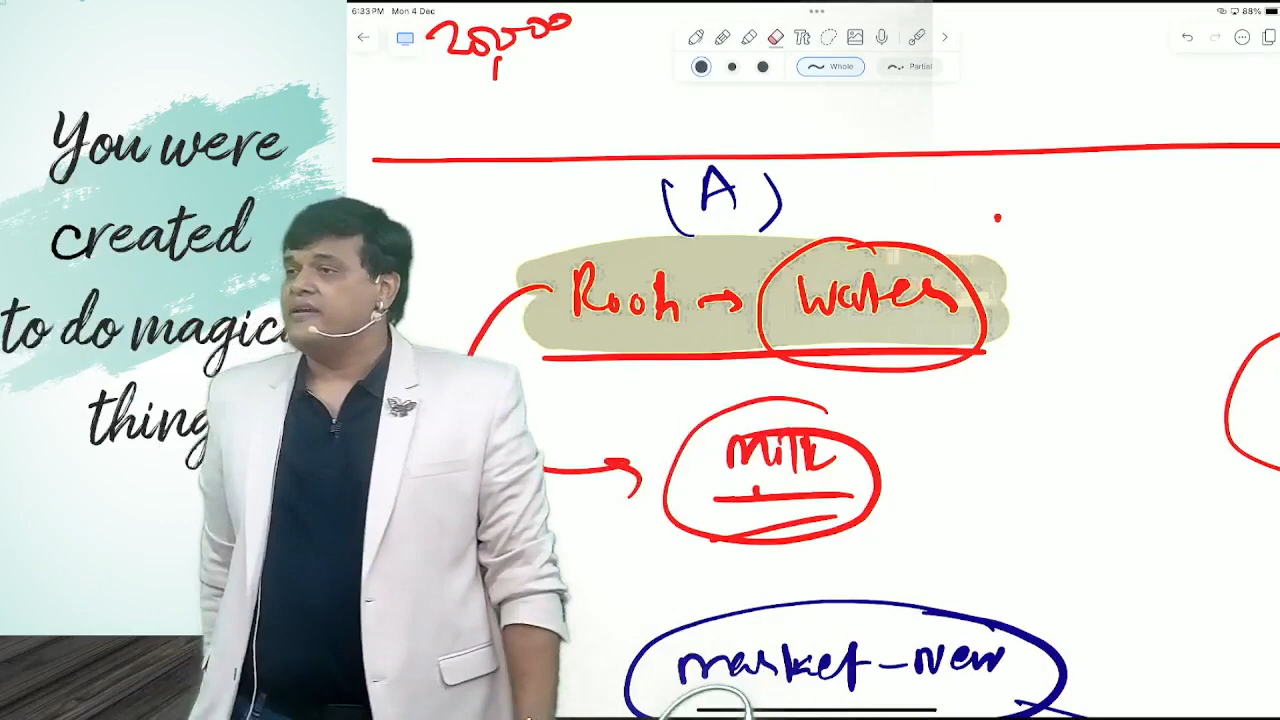 6:33 PM Mon 4 Dec
88%
Whole
Partial
You were
created
to do magic
thing
(A)
Rooh → Water
Milk
market - New